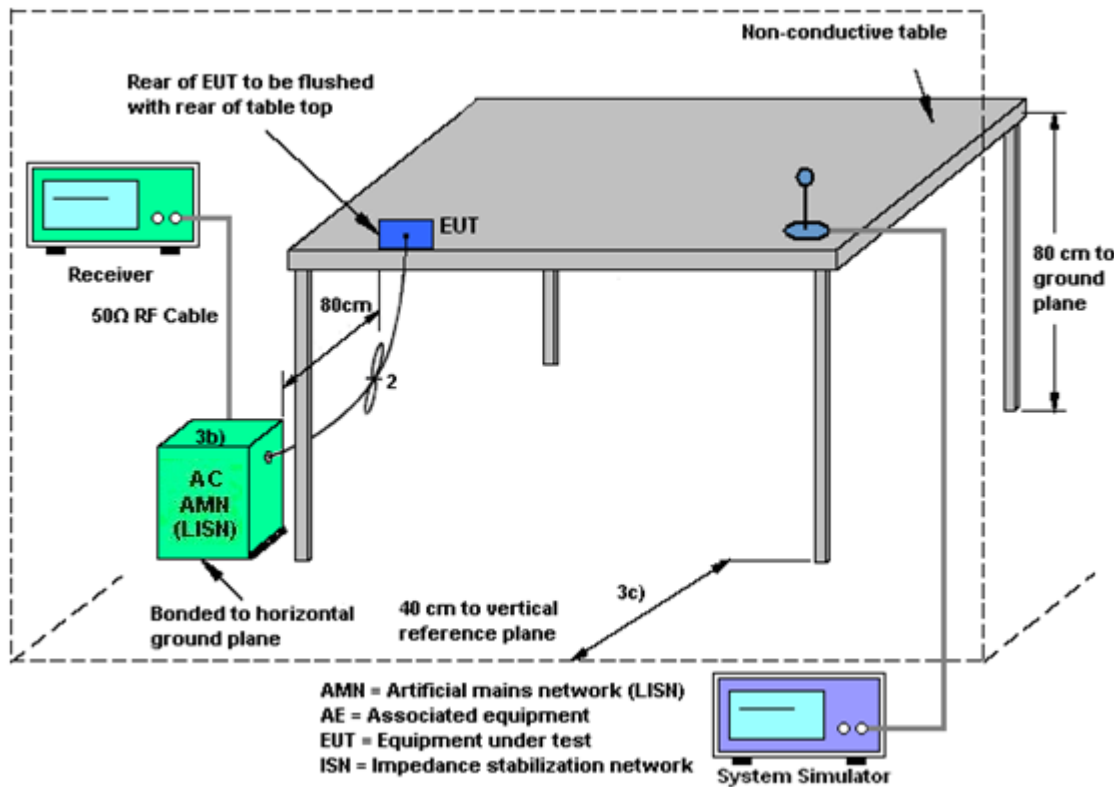 Non-conductive table
Rear of EUT to be flushed
with rear of table top
EUT
Receiver
80cm
80 cm to
ground
plane
50Ω RF Cable
2
3b)
AC
AMN
(LISN)
3c)
Bonded to horizontal
ground plane
40 cm to vertical
reference plane
AMN = Artificial mains network (LISN)
AE = Associated equipment
EUT = Equipment under test
ISN = Impedance stabilization network
System Simulator